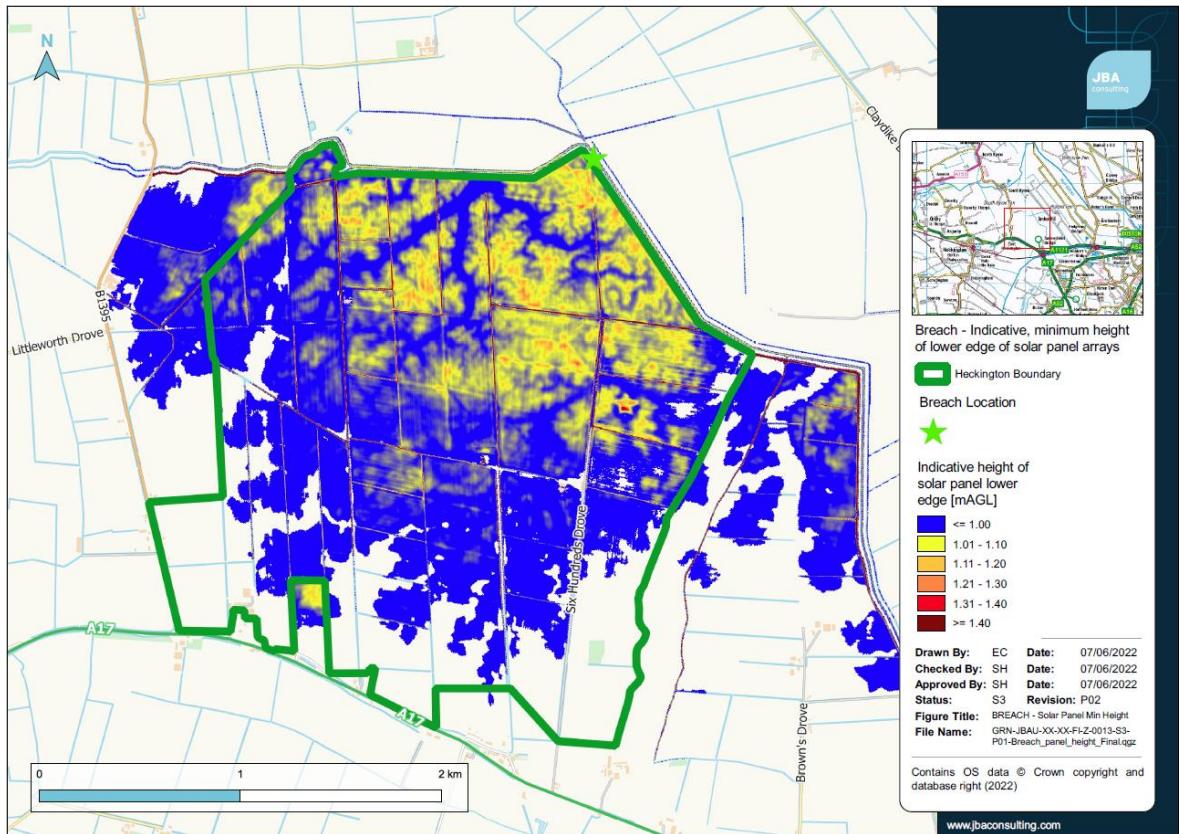 N
JBA
consulting
Claydike
B1395
Littleworth Drove
Six Hundreds Drove
Brown's Drove
A17
A17
0 1 2 km
Breach - Indicative, minimum height
of lower edge of solar panel arrays
Heckington Boundary
Breach Location
Indicative height of
solar panel lower
edge [mAGL]
<= 1.00
1.01 - 1.10
1.11 - 1.20
1.21 - 1.30
1.31 - 1.40
>= 1.40
Drawn By: EC Date: 07/06/2022
Checked By: SH Date: 07/06/2022
Approved By: SH Date: 07/06/2022
Status: S3 Revision: P02
Figure Title: BREACH - Solar Panel Min Height
File Name: GRN-JBAU-XX-XX-FI-Z-0013-S3-
P01-Breach_panel_height_Final.qgz
Contains OS data © Crown copyright and
database right (2022)
www.jbaconsulting.com